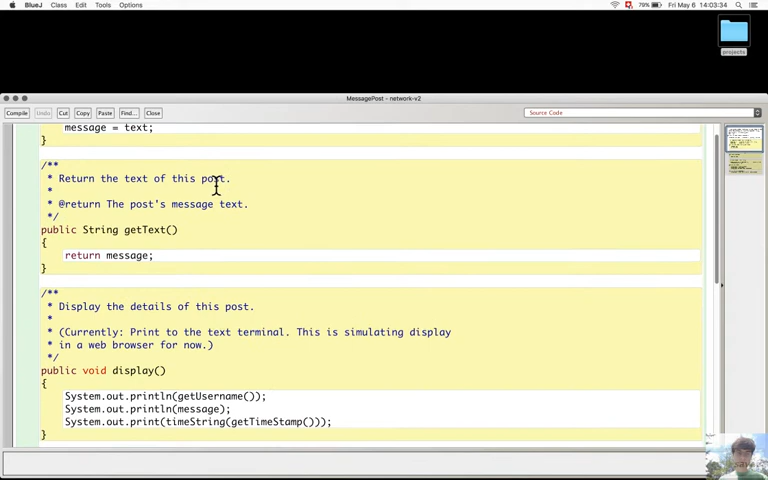 BlueJ Class Edit Tools Options 79% Fri May 6 14:03:34
projects
MessagePost - network-v2
Compile Undo Cut Copy Paste Find... Close Source Code
message = text;
}
/**
* Return the text of this post.
*
* @return The post's message text.
*/
public String getText()
{
return message;
}
/**
* Display the details of this post.
*
* (Currently: Print to the text terminal. This is simulating display
* in a web browser for now.)
*/
public void display()
{
System.out.println(getUsername());
System.out.println(message);
System.out.print(timeString(getTimeStamp()));
}